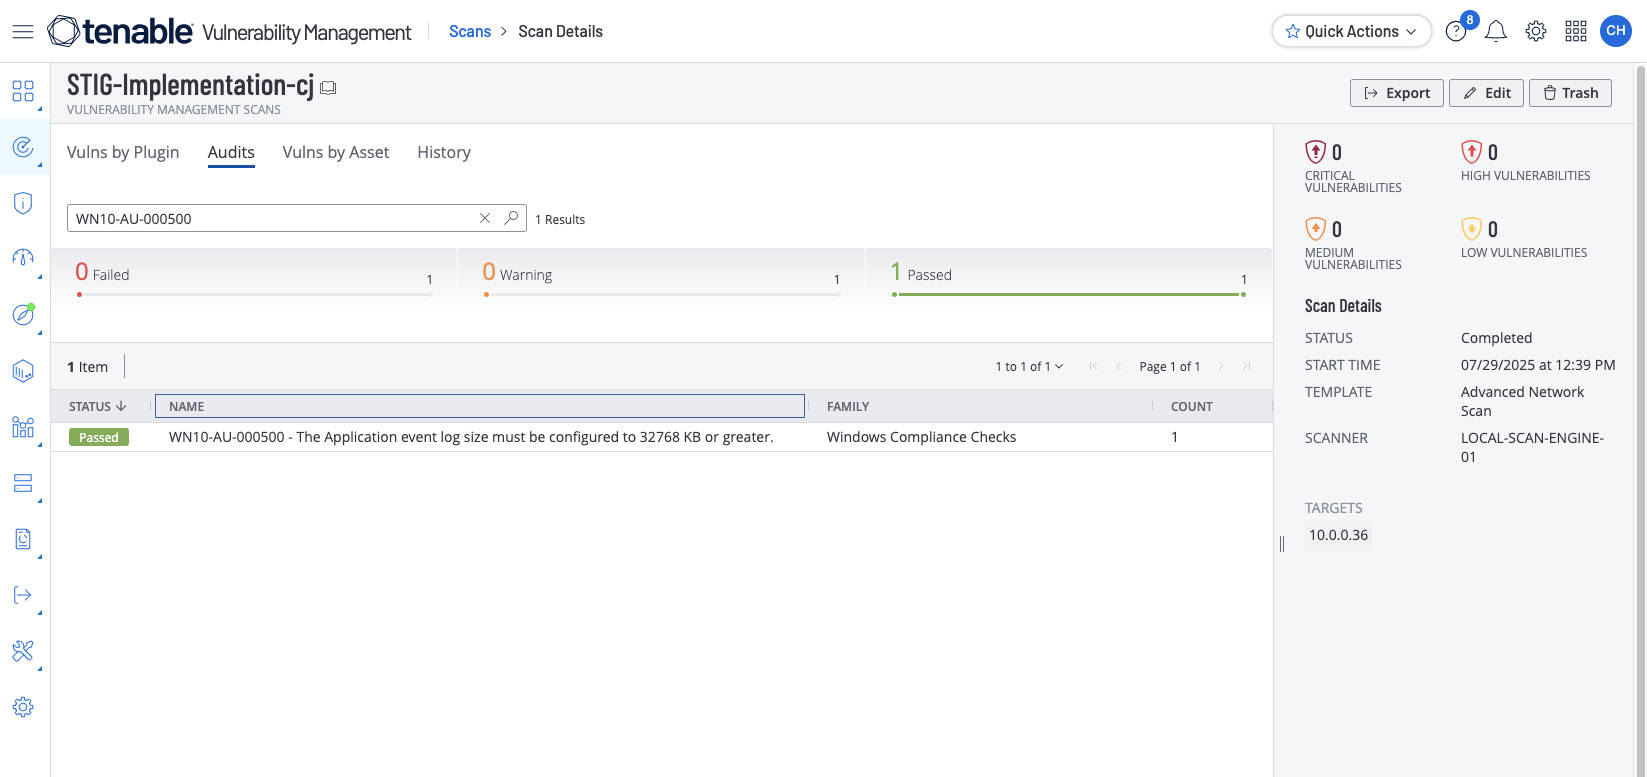 tenable Vulnerability Management
Scans > Scan Details
Quick Actions
8
CH
STIG-Implementation-cj
VULNERABILITY MANAGEMENT SCANS
Export
Edit
Trash
Vulns by Plugin
Audits
Vulns by Asset
History
WN10-AU-000500
1 Results
0 Failed
1
0 Warning
1
1 Passed
1
1 Item
1 to 1 of 1
Page 1 of 1
STATUS
NAME
FAMILY
COUNT
Passed
WN10-AU-000500 - The Application event log size must be configured to 32768 KB or greater.
Windows Compliance Checks
1
0
CRITICAL
VULNERABILITIES
0
HIGH VULNERABILITIES
0
MEDIUM
VULNERABILITIES
0
LOW VULNERABILITIES
Scan Details
STATUS
Completed
START TIME
07/29/2025 at 12:39 PM
TEMPLATE
Advanced Network
Scan
SCANNER
LOCAL-SCAN-ENGINE-
01
TARGETS
10.0.0.36